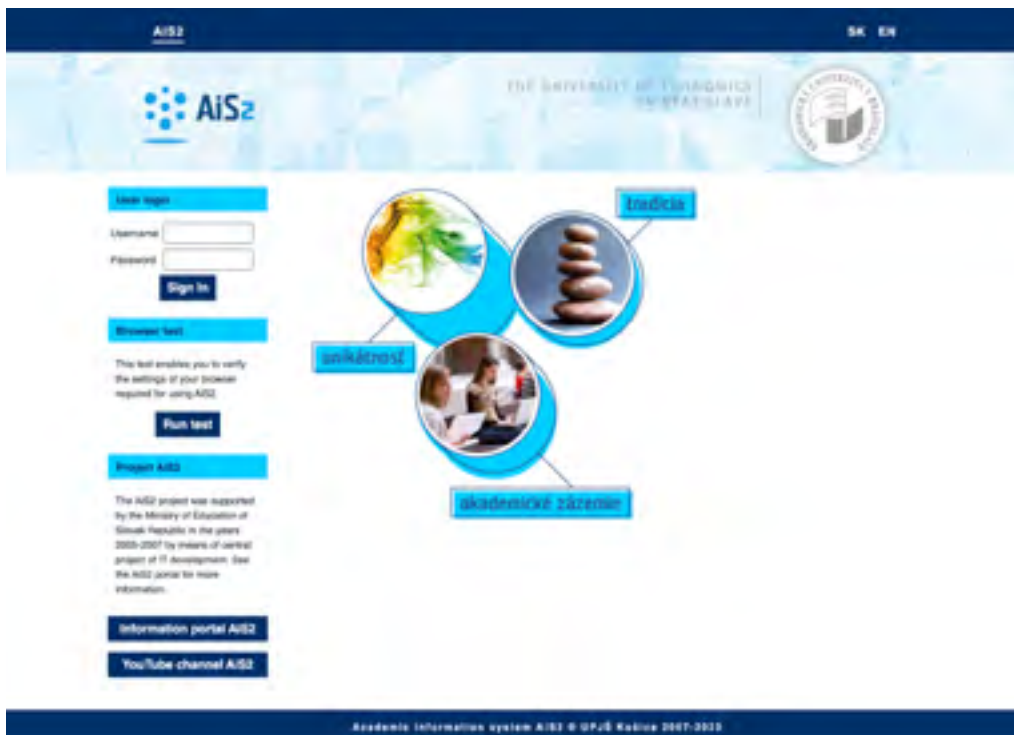 AiS2
SK EN
AiS2
THE UNIVERSITY OF ECONOMICS
IN BRATISLAVA
User login
Username
Password
Sign In
Browser test
This test enables you to verify
the settings of your browser
required for using AiS2.
Run test
Project AiS2
The AiS2 project was supported
by the Ministry of Education of
Slovak Republic in the years
2005-2007 by means of central
project of IT development. See
the AiS2 portal for more
information.
Information portal AiS2
YouTube channel AiS2
tradícia
unikátnosť
akademické zázemie
Academic information system AiS2 © UPJŠ Košice 2007-2023